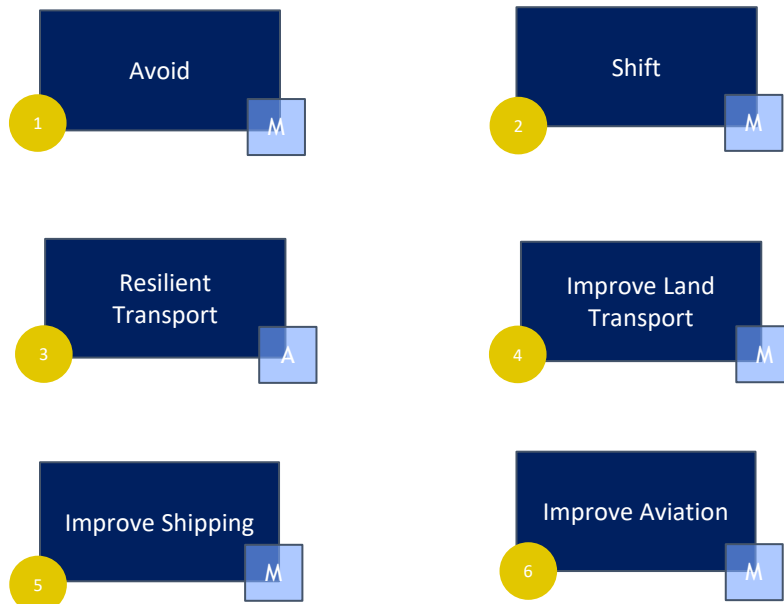 Avoid
1
M
Shift
2
M
Resilient
Transport
3
A
Improve Land
Transport
4
M
Improve Shipping
5
M
Improve Aviation
6
M